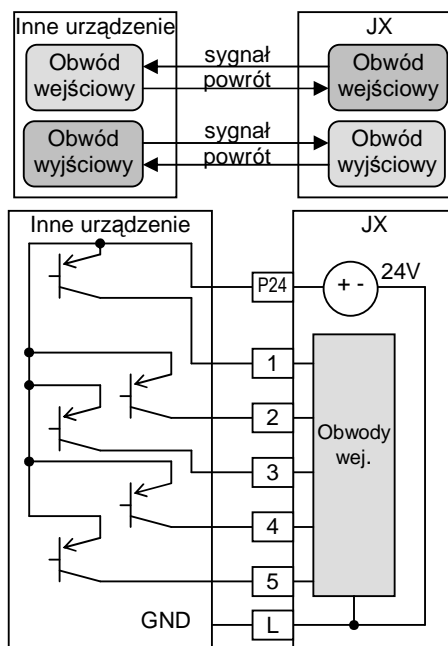 Inne urządzenie
JX
Obwód
wejściowy
sygnał
powrót
Obwód
wejściowy
Obwód
wyjściowy
sygnał
powrót
Obwód
wyjściowy
Inne urządzenie
JX
P24
+ -
24V
1
2
3
4
5
Obwody
wej.
GND
L